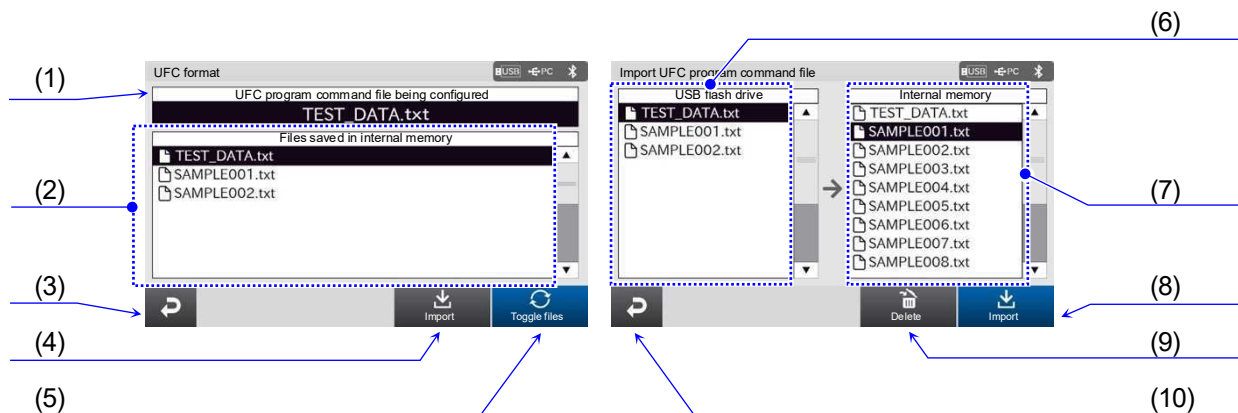 (6)
(1)
UFC format
USB PC
UFC program command file being configured
TEST_DATA.txt
(2)
Files saved in internal memory
TEST_DATA.txt
SAMPLE001.txt
SAMPLE002.txt
(3)
Import
Toggle files
(4)
(5)
Import UFC program command file
USB PC
USB flash drive
TEST_DATA.txt
SAMPLE001.txt
SAMPLE002.txt
Internal memory
TEST_DATA.txt
SAMPLE001.txt
SAMPLE002.txt
SAMPLE003.txt
SAMPLE004.txt
SAMPLE005.txt
SAMPLE006.txt
SAMPLE007.txt
SAMPLE008.txt
(7)
Delete
Import
(8)
(9)
(10)